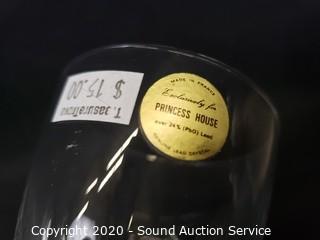 $ 15.00
MADE IN FRANCE
Exclusively for
PRINCESS HOUSE
over 24% (PbO) Lead
GENUINE LEAD CRYSTAL
Copyright 2020 - Sound Auction Service